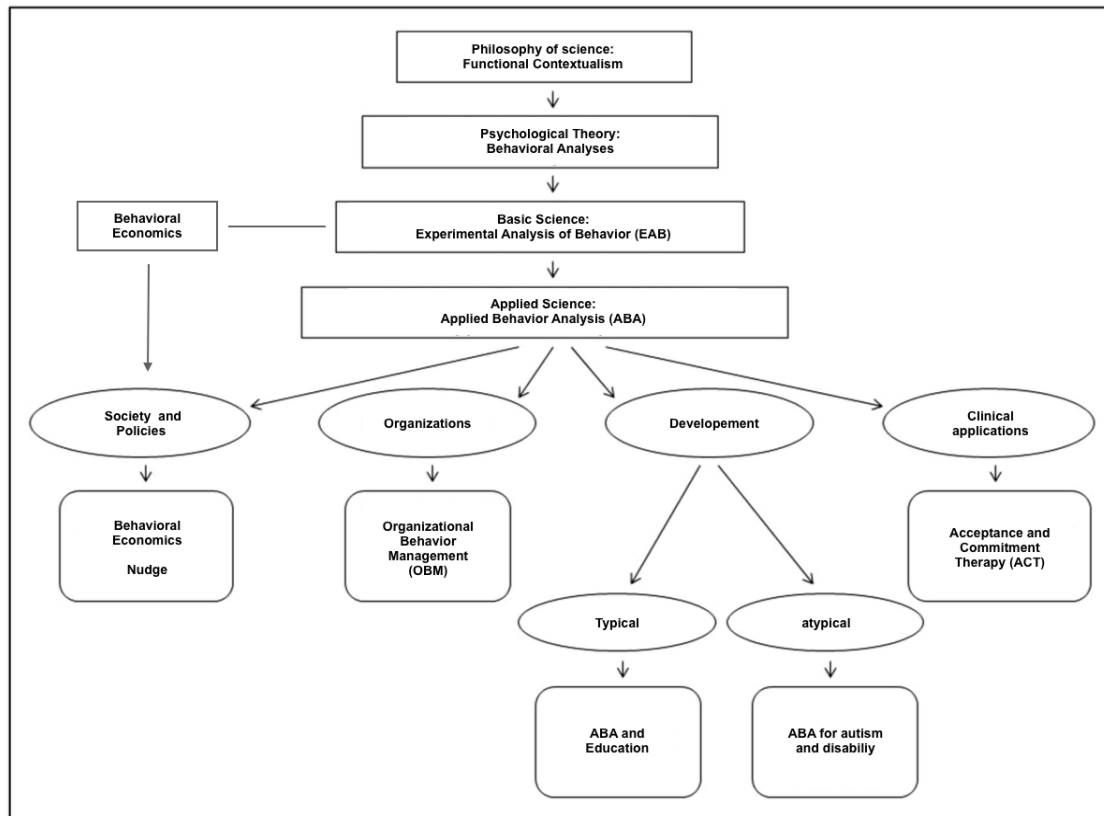 Philosophy of science:
Functional Contextualism
Psychological Theory:
Behavioral Analyses
Behavioral
Economics
Basic Science:
Experimental Analysis of Behavior (EAB)
Applied Science:
Applied Behavior Analysis (ABA)
Society and
Policies
Organizations
Developement
Clinical
applications
Behavioral
Economics
Nudge
Organizational
Behavior
Management
(OBM)
Acceptance and
Commitment
Therapy (ACT)
Typical
atypical
ABA and
Education
ABA for autism
and disabiliy